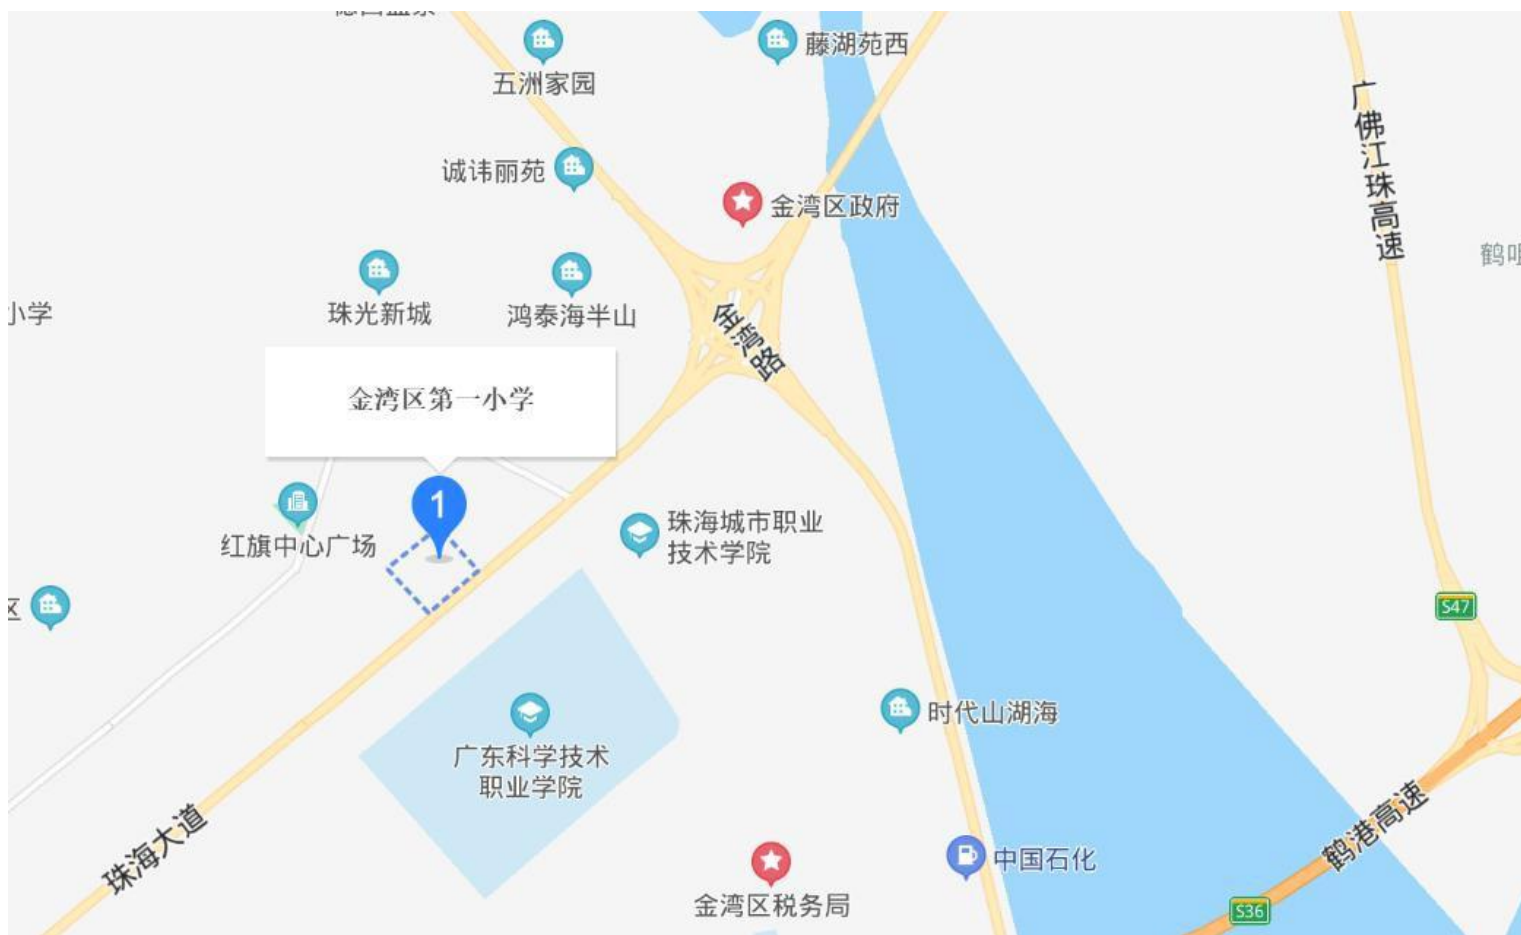 五洲家园
藤湖苑西
广佛江珠高速
诚讳丽苑
金湾区政府
鹤咀
珠光新城
鸿泰海半山
小学
金湾路
金湾区第一小学
1
珠海城市职业
技术学院
红旗中心广场
区
S47
广东科学技术
职业学院
时代山湖海
珠海大道
鹤港高速
中国石化
金湾区税务局
S36